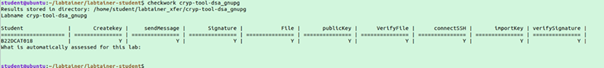 student@ubuntu:~/labtainer/labtainer-student$ checkwork cryp-tool-dsa_gnupg
Results stored in directory: /home/student/labtainer_xfer/cryp-tool-dsa_gnupg
Labname cryp-tool-dsa_gnupg
Student | Createkey | sendMessage | Signature | File | publicKey | VerifyFile | connectSSH | importKey | verifySignature |
==================== | ================ | ================ | ================ | ================ | ================ | ================ | ================ | ================ | ================ |
B22DCAT018 | Y | Y | Y | Y | Y | Y | Y | Y | Y |
What is automatically assessed for this lab:
student@ubuntu:~/labtainer/labtainer-student$